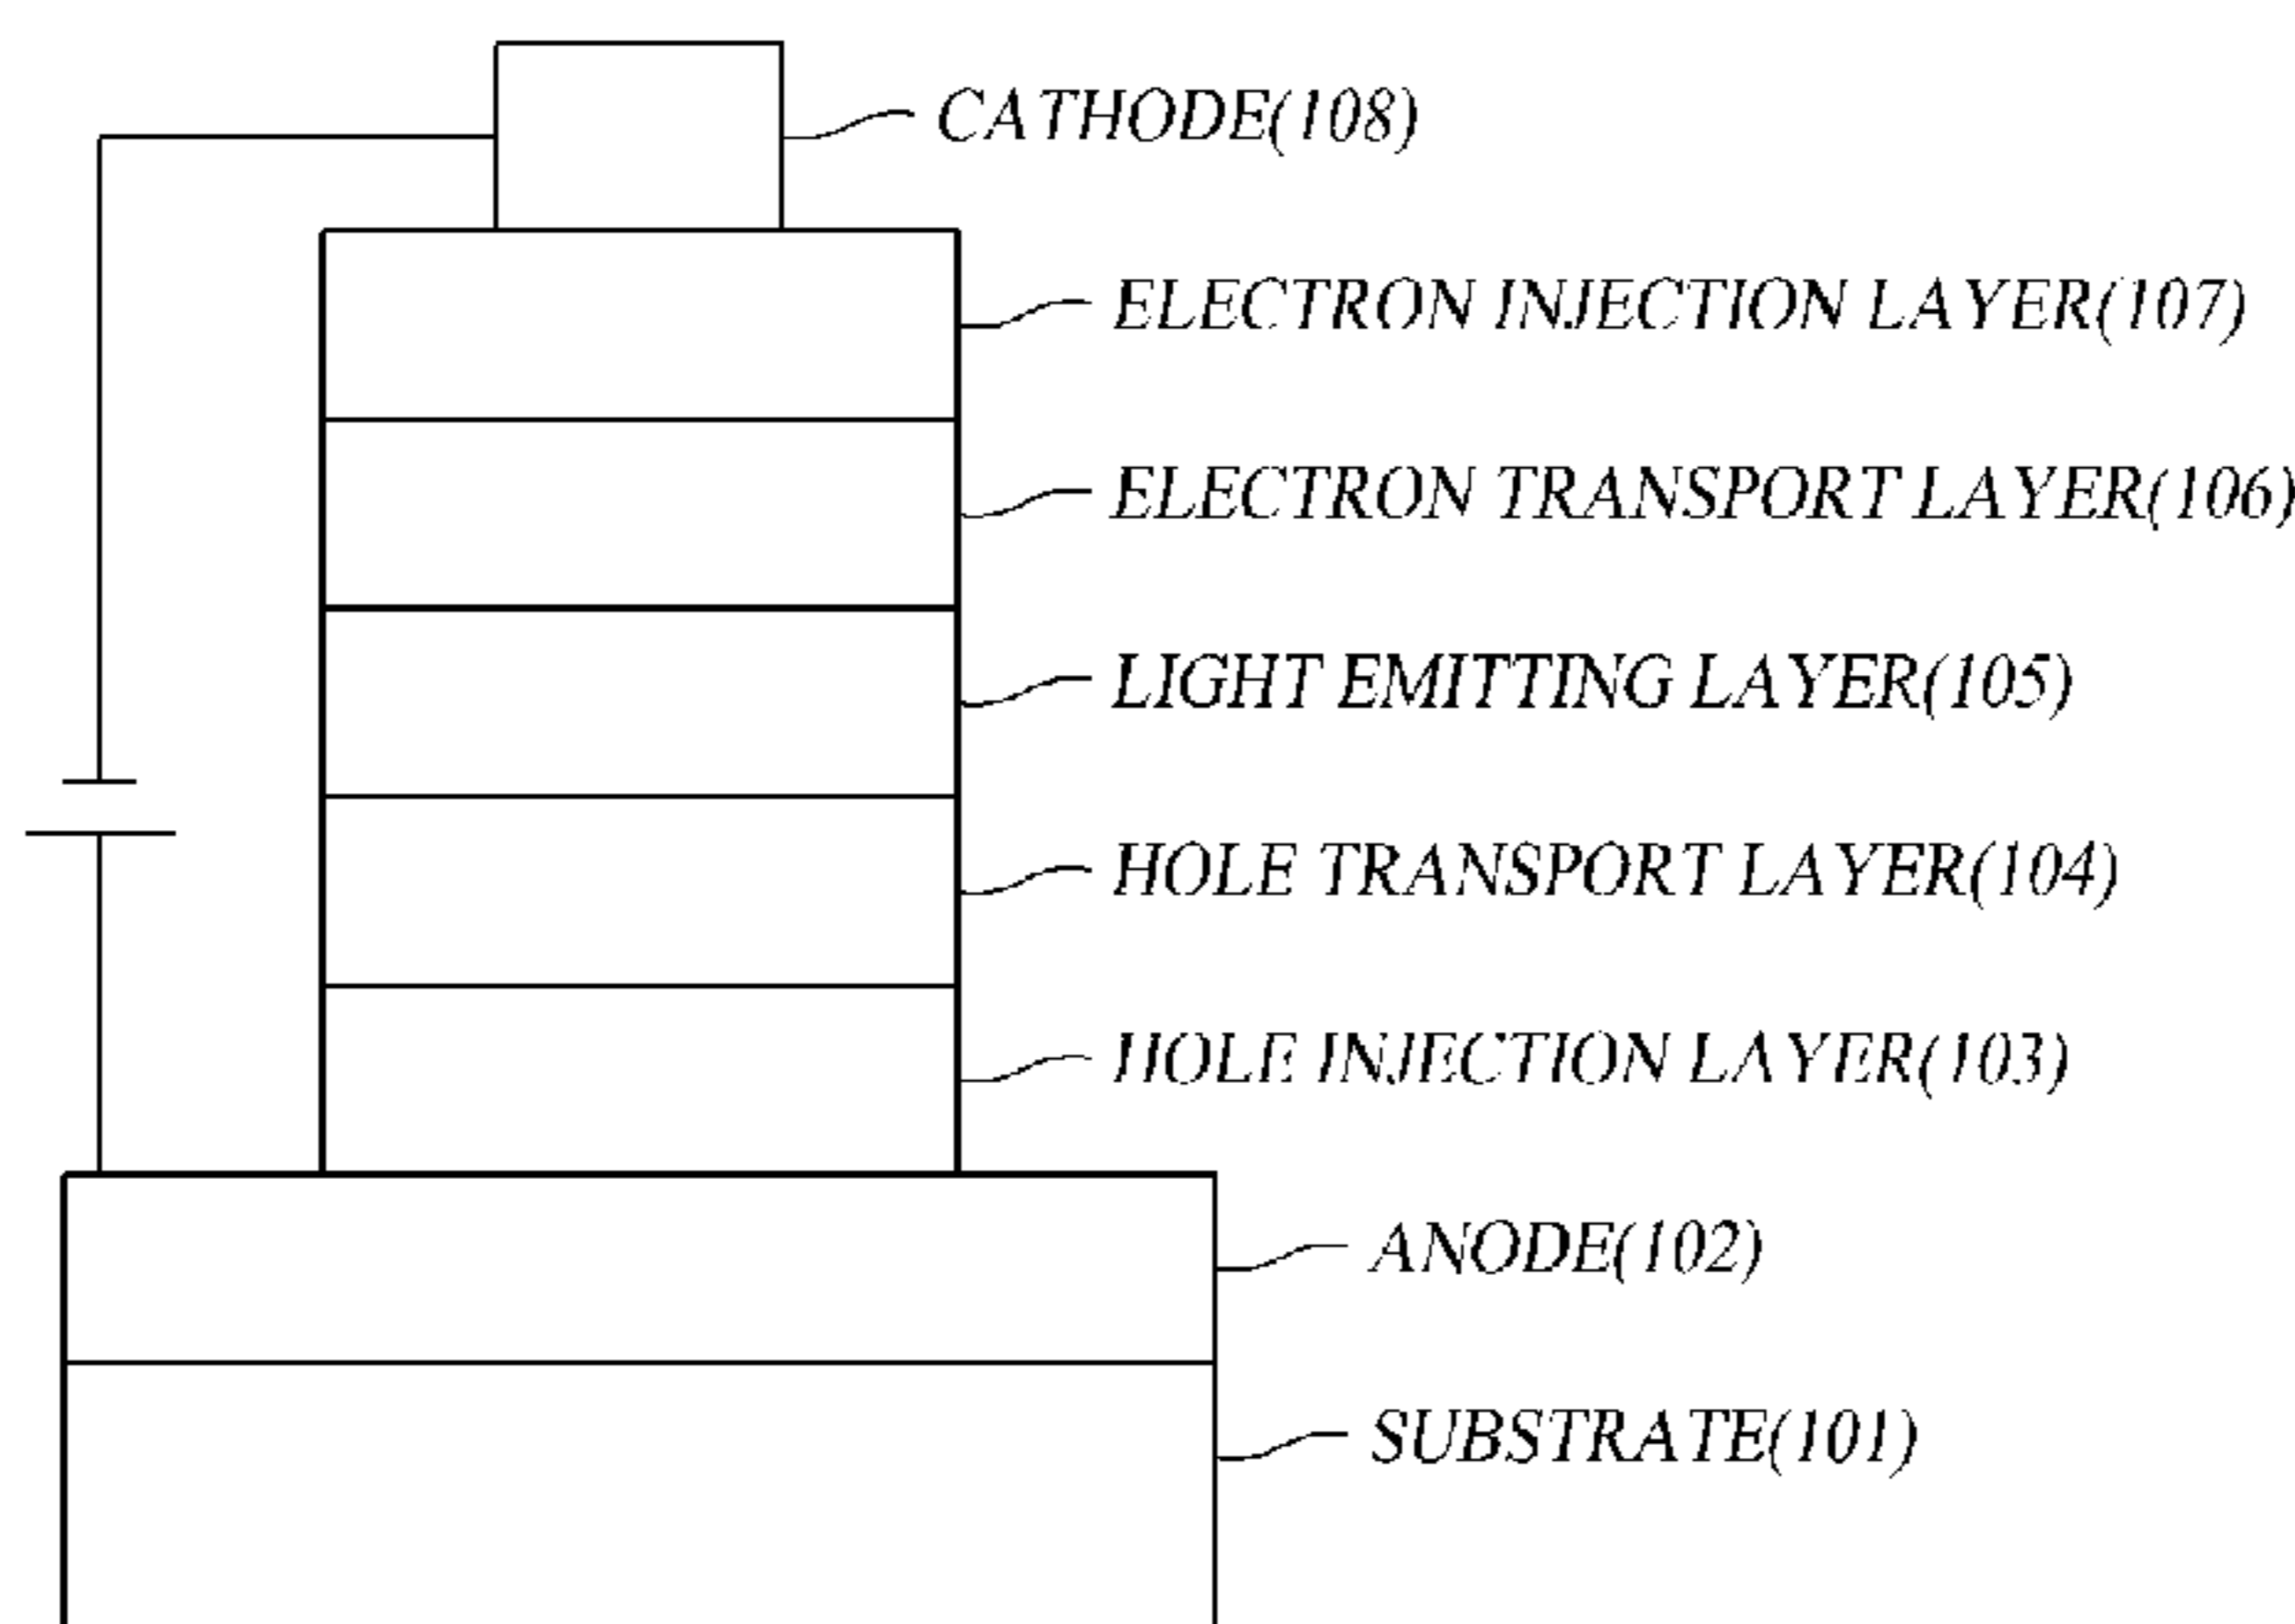 CATHODE(108)
ELECTRON INJECTION LAYER(107)
ELECTRON TRANSPORT LAYER(106)
LIGHT EMITTING LAYER(105)
HOLE TRANSPORT LAYER(104)
HOLE INJECTION LAYER(103)
ANODE(102)
SUBSTRATE(101)